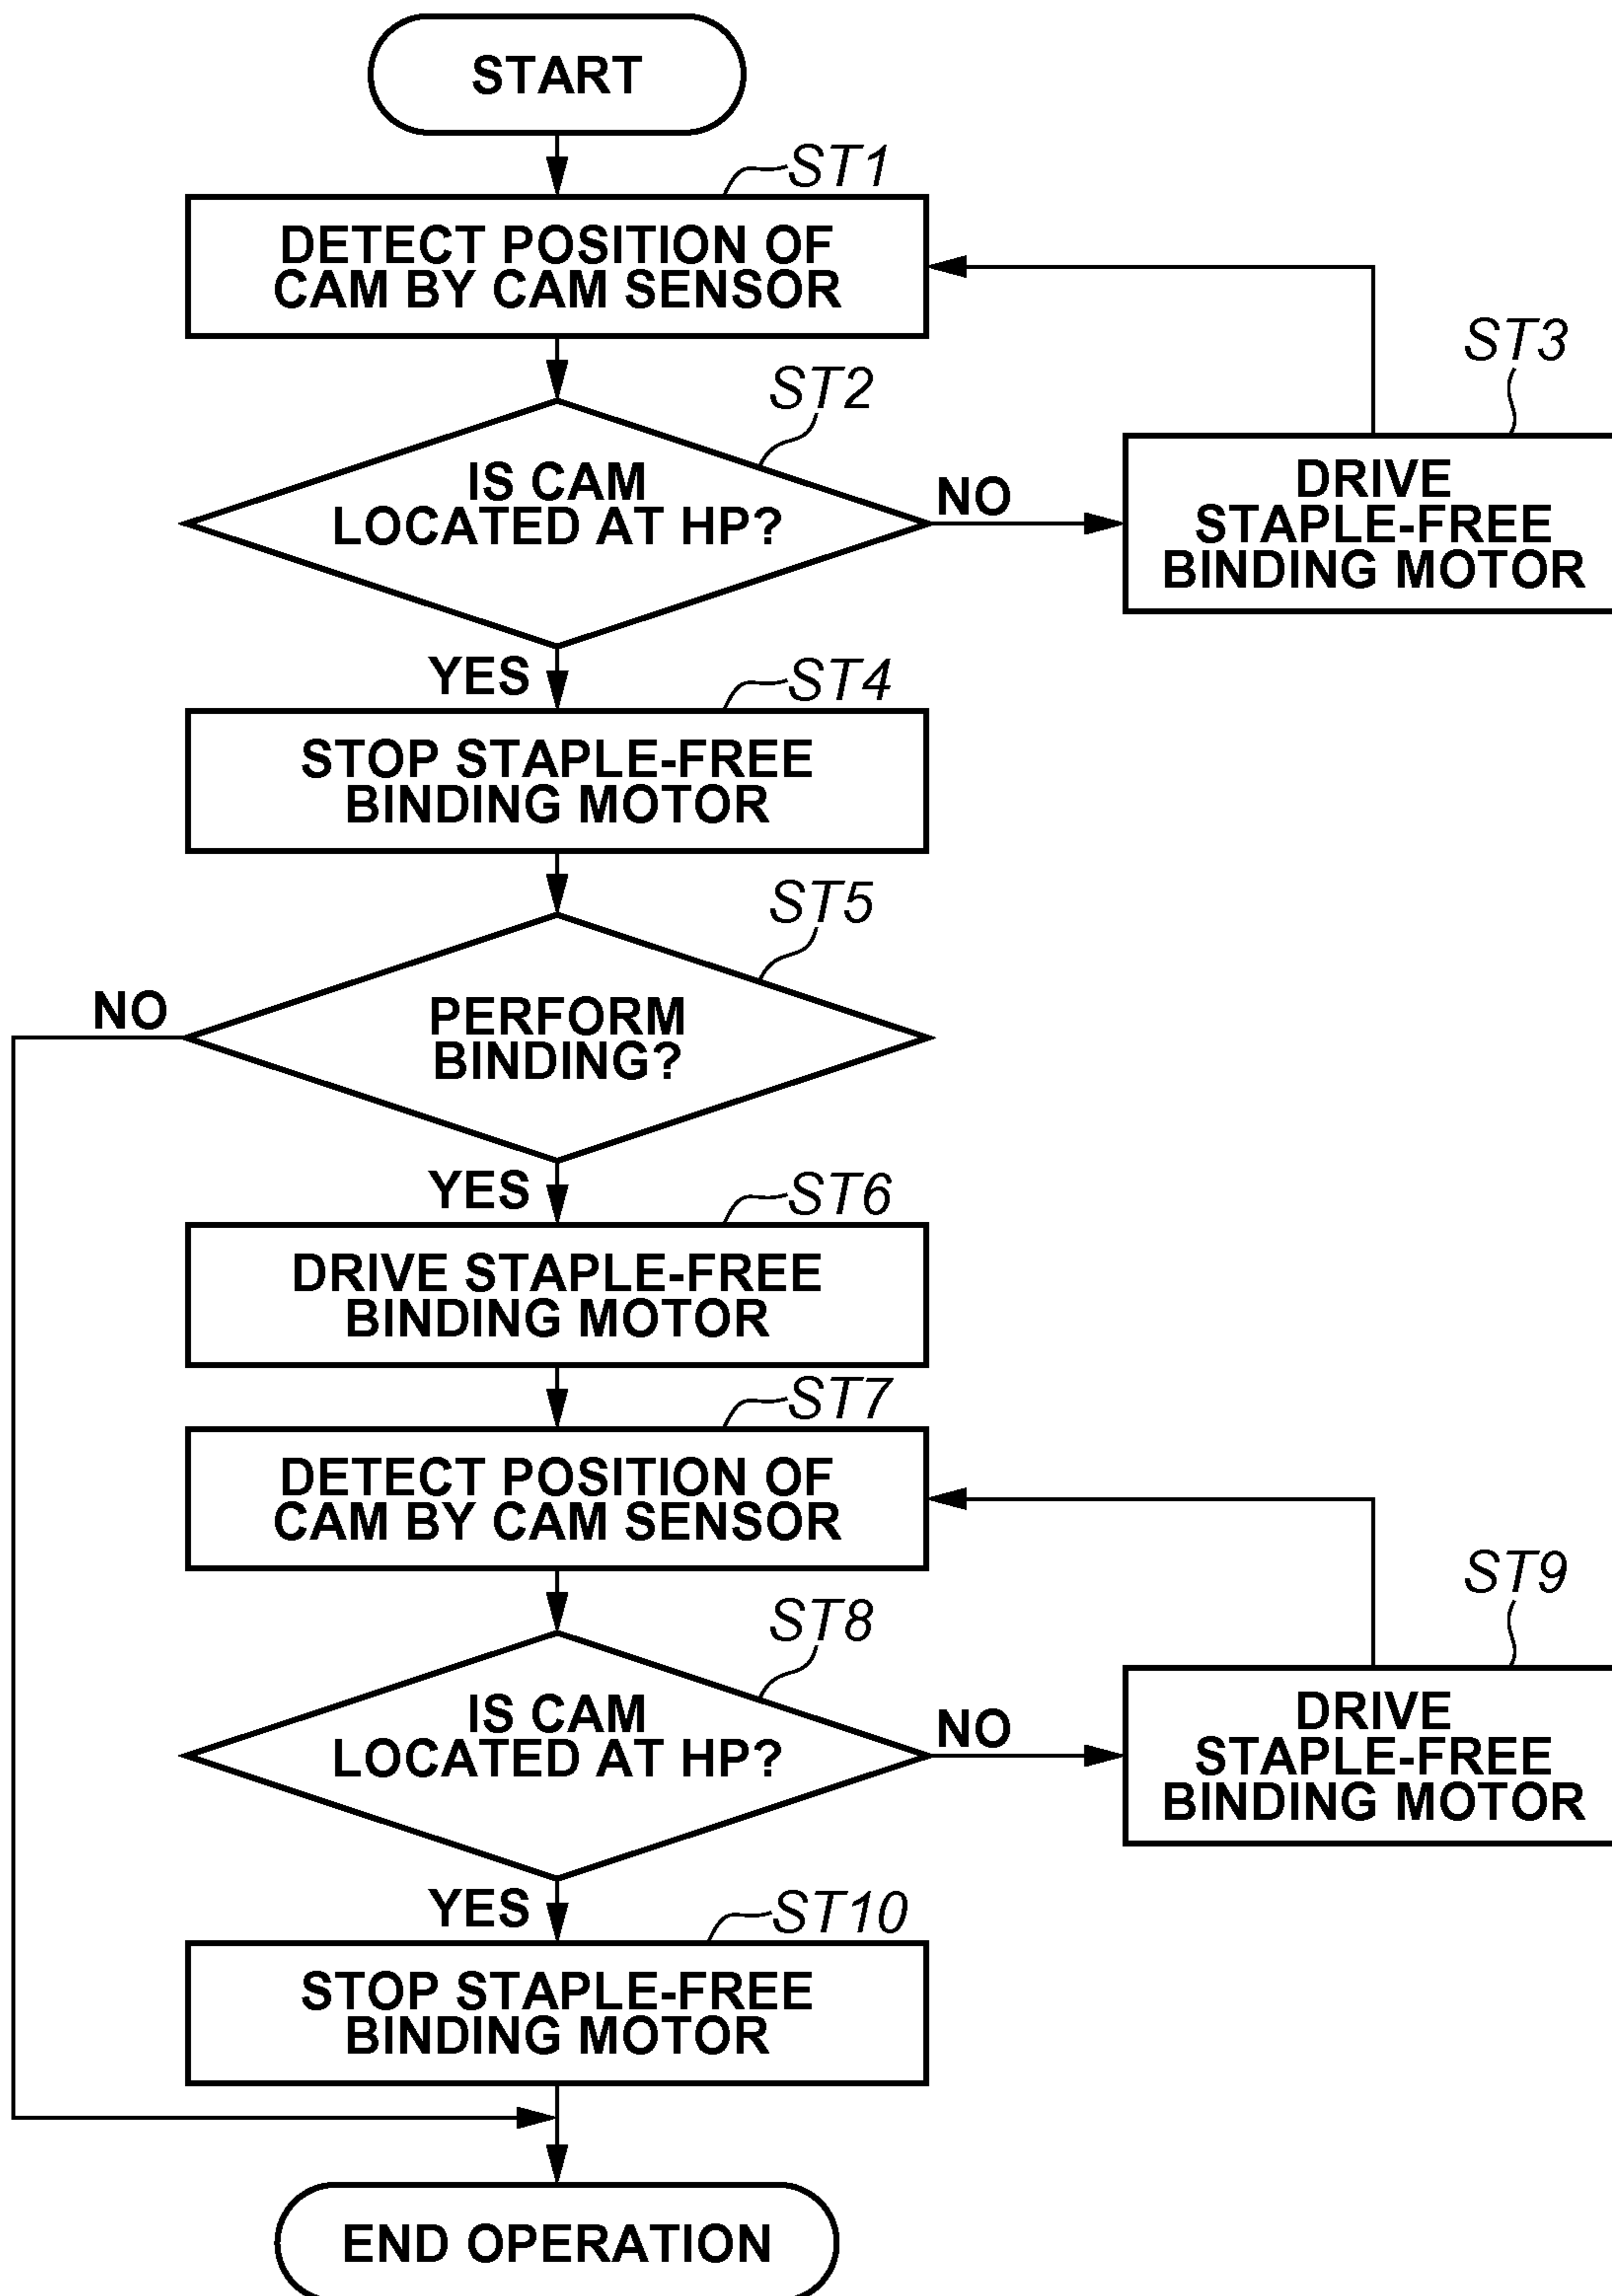 START
ST1
DETECT POSITION OF
CAM BY CAM SENSOR
ST2
IS CAM
LOCATED AT HP?
NO
ST3
DRIVE
STAPLE-FREE
BINDING MOTOR
YES
ST4
STOP STAPLE-FREE
BINDING MOTOR
ST5
PERFORM
BINDING?
NO
YES
ST6
DRIVE STAPLE-FREE
BINDING MOTOR
ST7
DETECT POSITION OF
CAM BY CAM SENSOR
ST8
IS CAM
LOCATED AT HP?
NO
ST9
DRIVE
STAPLE-FREE
BINDING MOTOR
YES
ST10
STOP STAPLE-FREE
BINDING MOTOR
END OPERATION